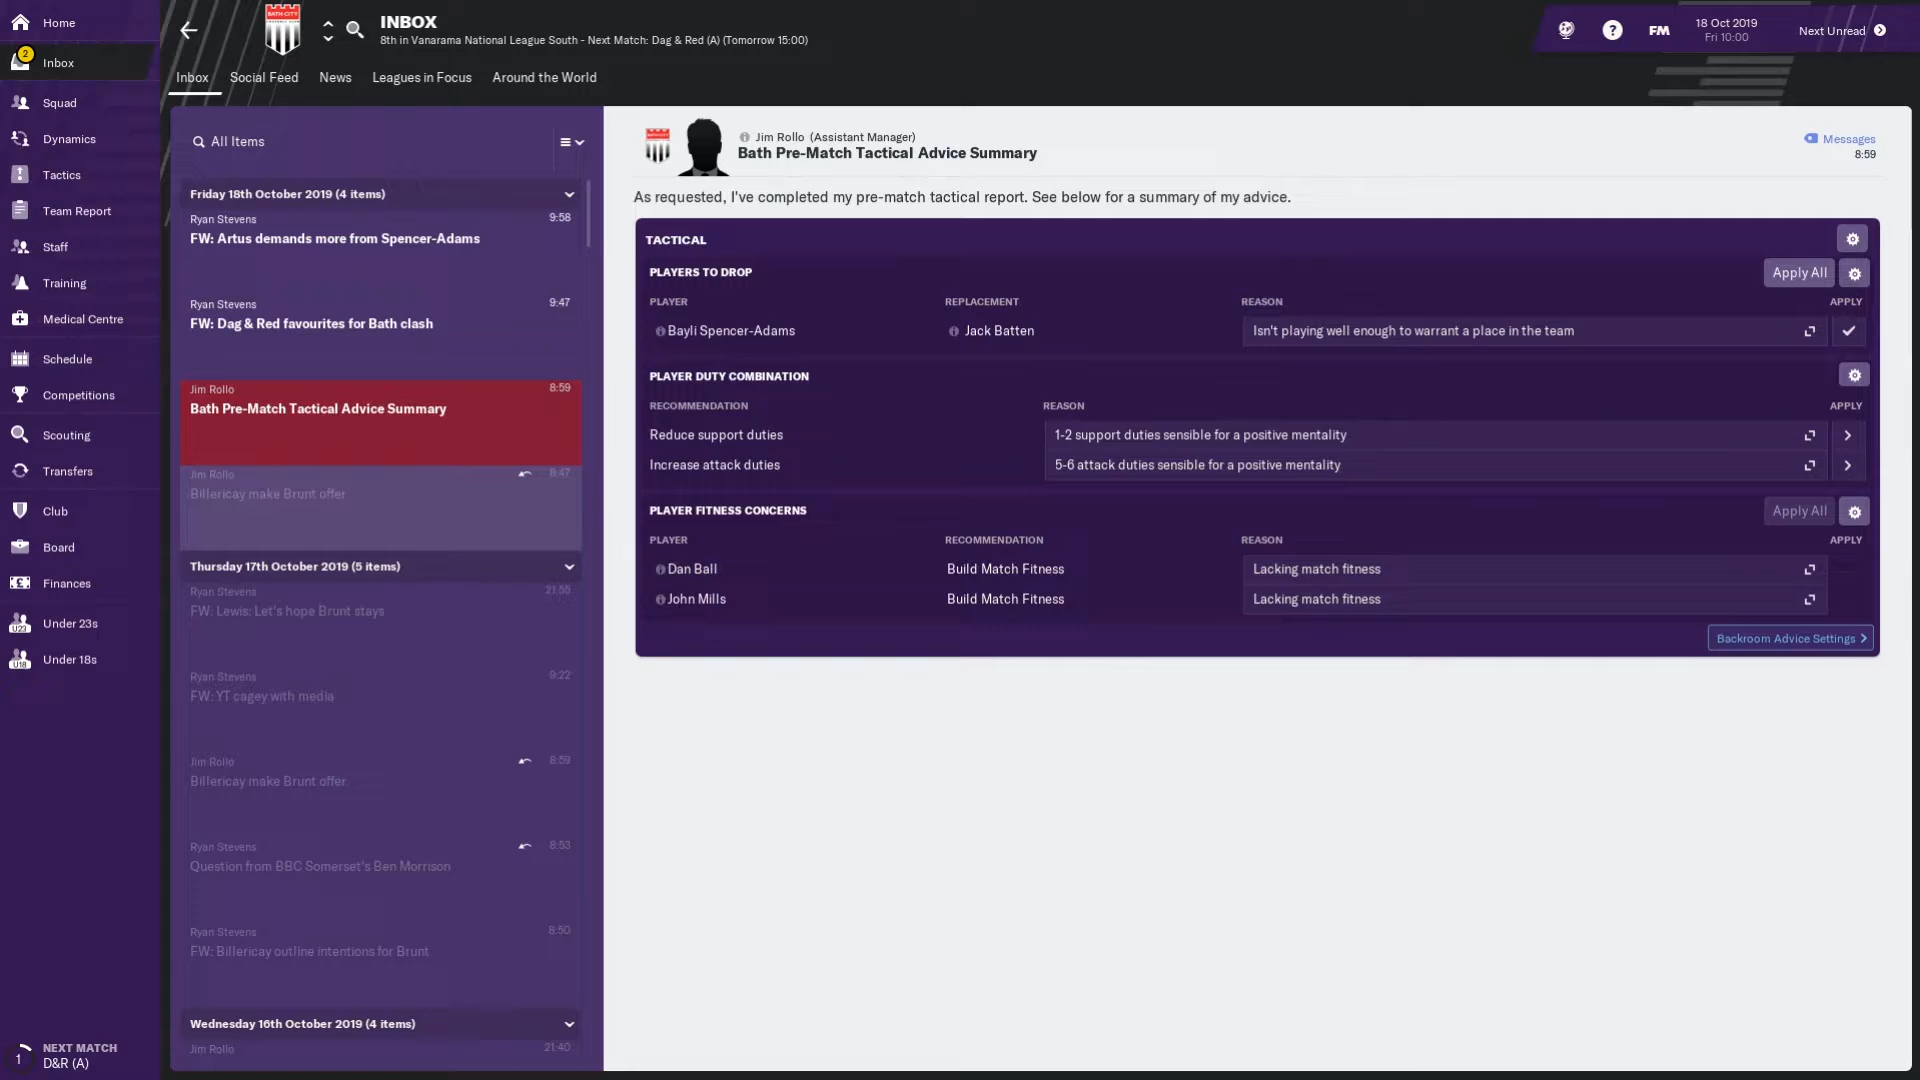 Home
2
Inbox
Squad
Dynamics
Tactics
Team Report
Staff
Training
Medical Centre
Schedule
Competitions
Scouting
Transfers
Club
Board
Finances
U23
Under 23s
U18
Under 18s
1
NEXT MATCH
D&R (A)
BATH CITY
INBOX
8th in Vanarama National League South - Next Match: Dag & Red (A) (Tomorrow 15:00)
? FM
18 Oct 2019
Fri 10:00
Next Unread
Inbox Social Feed News Leagues in Focus Around the World
All Items
Friday 18th October 2019 (4 items)
Ryan Stevens 9:58
FW: Artus demands more from Spencer-Adams
Ryan Stevens 9:47
FW: Dag & Red favourites for Bath clash
Jim Rollo 8:59
Bath Pre-Match Tactical Advice Summary
Jim Rollo 8:47
Billericay make Brunt offer
Thursday 17th October 2019 (5 items)
Ryan Stevens 21:55
FW: Lewis: Let's hope Brunt stays
Ryan Stevens 9:22
FW: YT cagey with media
Jim Rollo 8:59
Billericay make Brunt offer
Ryan Stevens 8:53
Question from BBC Somerset's Ben Morrison
Ryan Stevens 8:50
FW: Billericay outline intentions for Brunt
Wednesday 16th October 2019 (4 items)
Jim Rollo 21:40
Jim Rollo (Assistant Manager)
Bath Pre-Match Tactical Advice Summary
Messages
8:59
As requested, I've completed my pre-match tactical report. See below for a summary of my advice.
TACTICAL
PLAYERS TO DROP Apply All
PLAYER REPLACEMENT REASON APPLY
Bayli Spencer-Adams Jack Batten Isn't playing well enough to warrant a place in the team
PLAYER DUTY COMBINATION
RECOMMENDATION REASON APPLY
Reduce support duties 1-2 support duties sensible for a positive mentality
Increase attack duties 5-6 attack duties sensible for a positive mentality
PLAYER FITNESS CONCERNS Apply All
PLAYER RECOMMENDATION REASON APPLY
Dan Ball Build Match Fitness Lacking match fitness
John Mills Build Match Fitness Lacking match fitness
Backroom Advice Settings